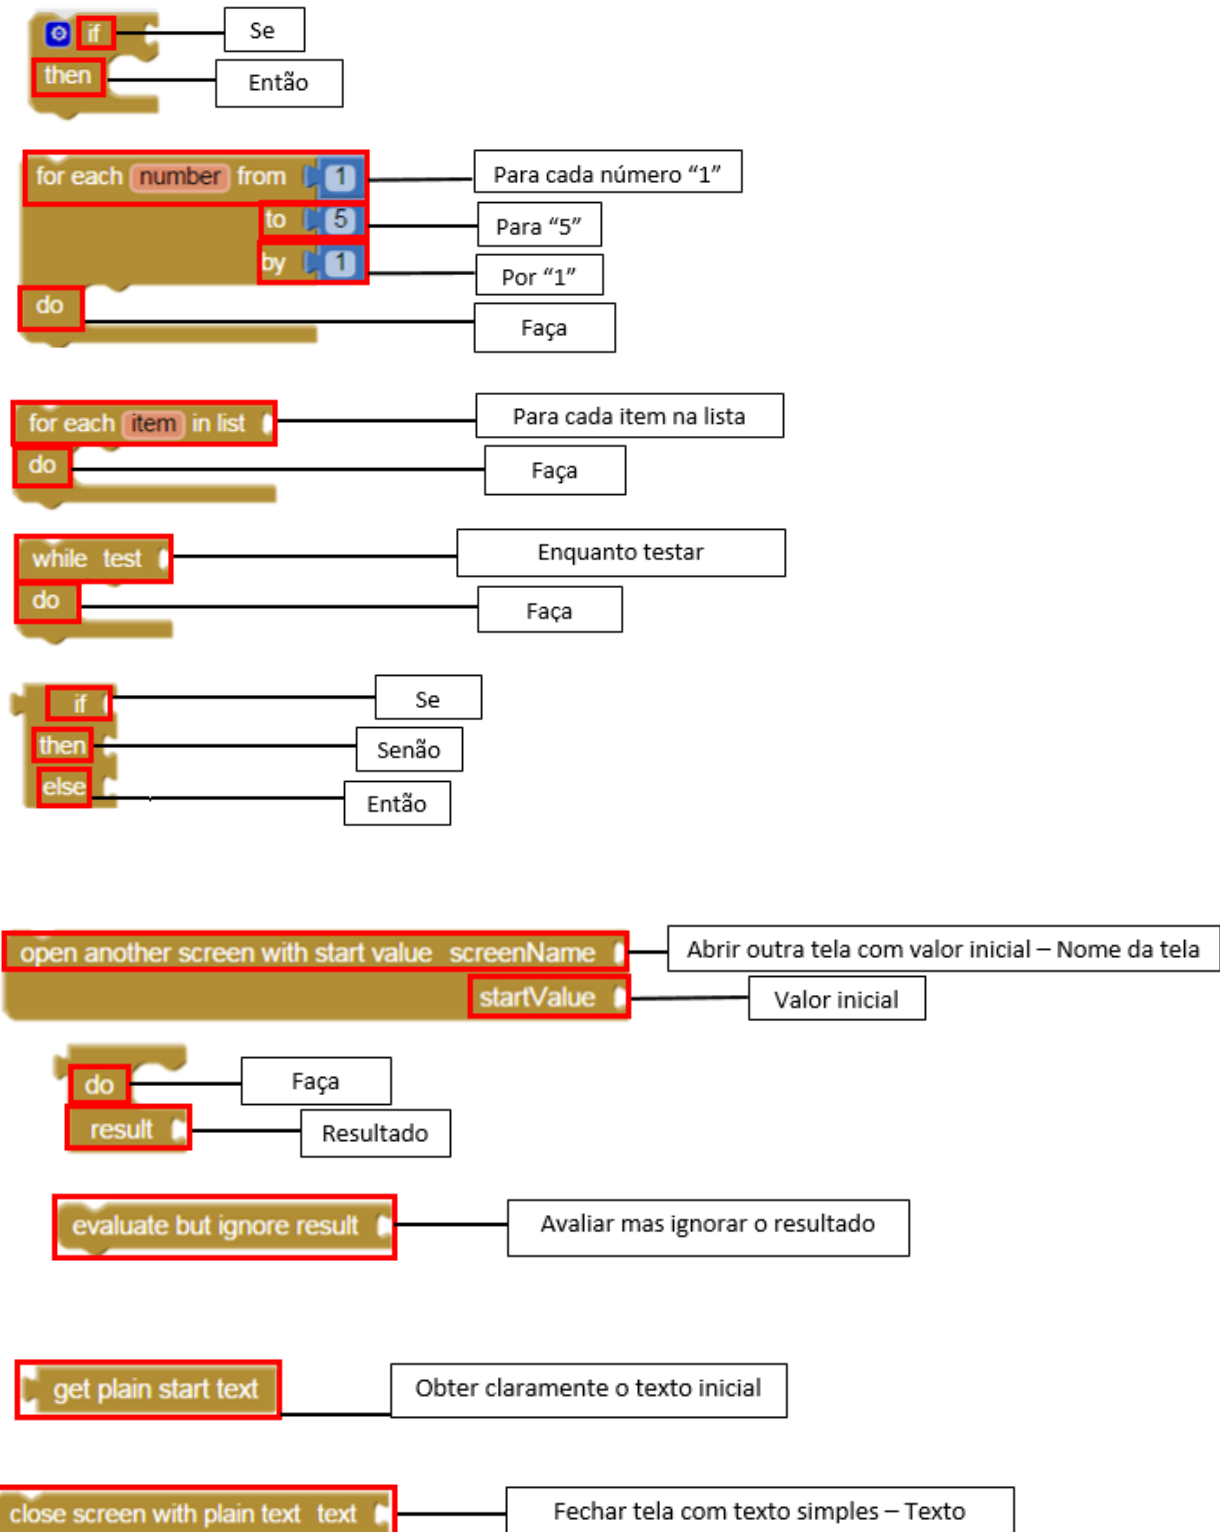 if
Se
then
Então
for each number from 1
Para cada número “1”
to 5
Para “5”
by 1
Por “1”
do
Faça
for each item in list
Para cada item na lista
do
Faça
while test
Enquanto testar
do
Faça
if
Se
then
Senão
else
Então
open another screen with start value screenName
Abrir outra tela com valor inicial – Nome da tela
startValue
Valor inicial
do
Faça
result
Resultado
evaluate but ignore result
Avaliar mas ignorar o resultado
get plain start text
Obter claramente o texto inicial
close screen with plain text text
Fechar tela com texto simples – Texto